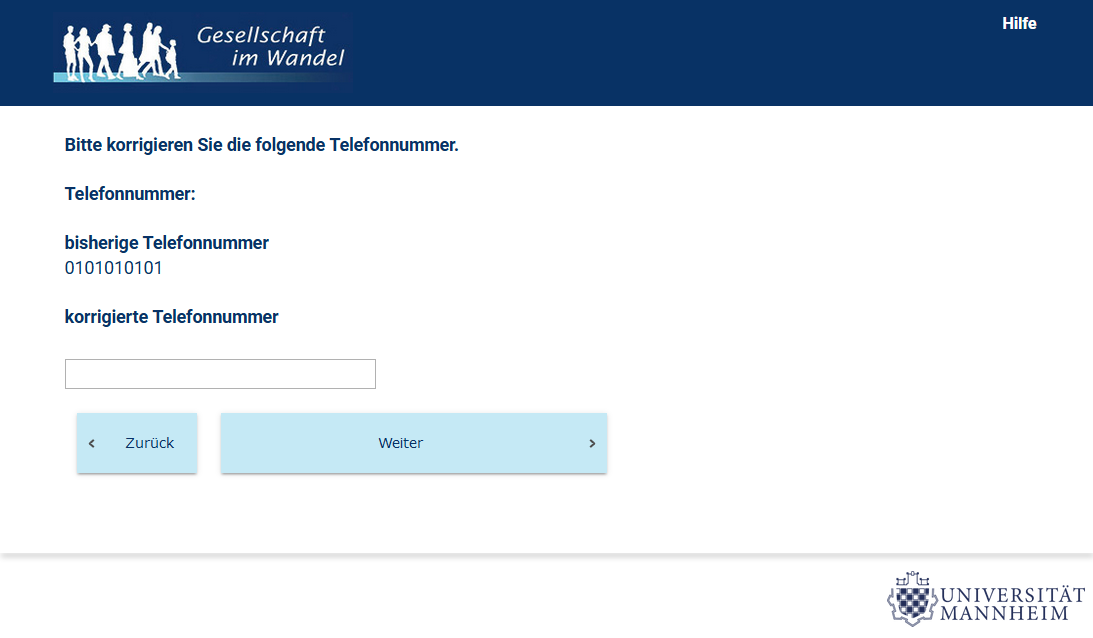 Gesellschaft
im Wandel
Hilfe
Bitte korrigieren Sie die folgende Telefonnummer.
Telefonnummer:
bisherige Telefonnummer
0101010101
korrigierte Telefonnummer
Zurück
Weiter
UNIVERSITÄT
MANNHEIM